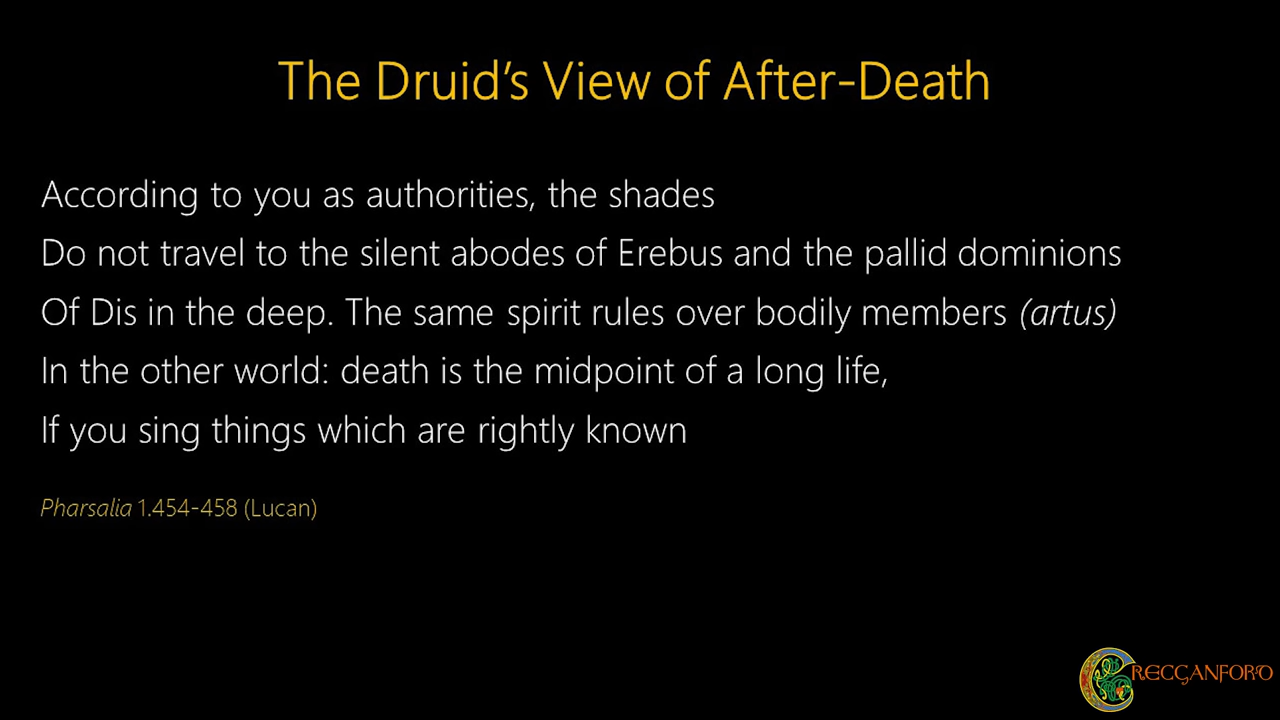 The Druid's View of After-Death
According to you as authorities, the shades
Do not travel to the silent abodes of Erebus and the pallid dominions
Of Dis in the deep. The same spirit rules over bodily members (artus)
In the other world: death is the midpoint of a long life,
If you sing things which are rightly known
Pharsalia 1.454-458 (Lucan)
CRECGANFORD